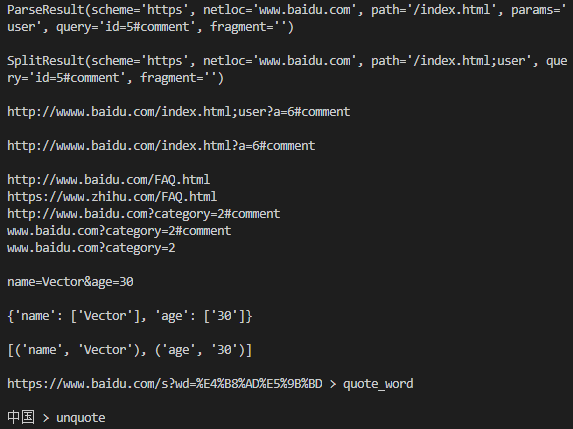 ParseResult(scheme='https', netloc='www.baidu.com', path='/index.html', params='
user', query='id=5#comment', fragment='')
SplitResult(scheme='https', netloc='www.baidu.com', path='/index.html;user', que
ry='id=5#comment', fragment='')
http://wwww.baidu.com/index.html;user?a=6#comment
http://wwww.baidu.com/index.html?a=6#comment
http://www.baidu.com/FAQ.html
https://www.zhihu.com/FAQ.html
http://www.baidu.com?category=2#comment
www.baidu.com?category=2#comment
www.baidu.com?category=2
name=Vector&age=30
{'name': ['Vector'], 'age': ['30']}
[('name', 'Vector'), ('age', '30')]
https://www.baidu.com/s?wd=%E4%B8%AD%E5%9B%BD > quote_word
中国 > unquote